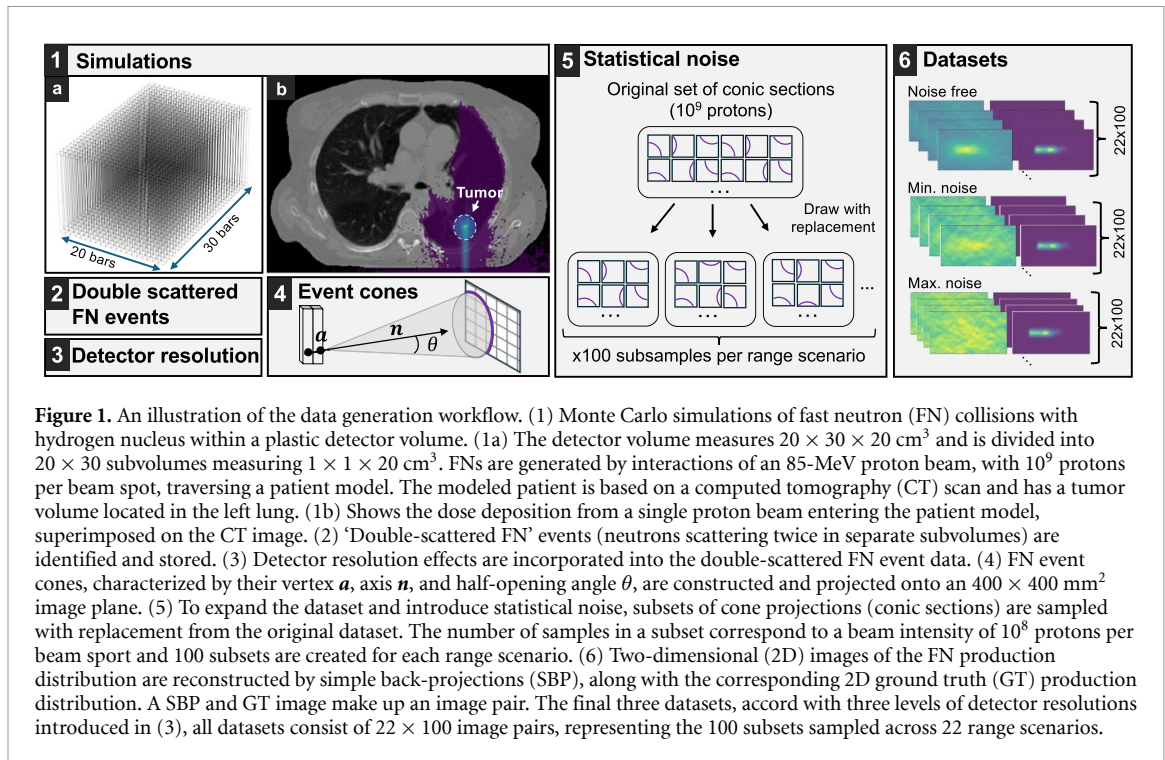 1 Simulations
a
b
20 bars
30 bars
Tumor
2 Double scattered
FN events
3 Detector resolution
4 Event cones
a
n
θ
5 Statistical noise
Original set of conic sections
(10⁹ protons)
...
Draw with
replacement
... ... ... ...
x100 subsamples per range scenario
6 Datasets
Noise free
22x100
Min. noise
22x100
Max. noise
22x100
Figure 1. An illustration of the data generation workflow. (1) Monte Carlo simulations of fast neutron (FN) collisions with
hydrogen nucleus within a plastic detector volume. (1a) The detector volume measures 20 × 30 × 20 cm³ and is divided into
20 × 30 subvolumes measuring 1 × 1 × 20 cm³. FNs are generated by interactions of an 85-MeV proton beam, with 10⁹ protons
per beam spot, traversing a patient model. The modeled patient is based on a computed tomography (CT) scan and has a tumor
volume located in the left lung. (1b) Shows the dose deposition from a single proton beam entering the patient model,
superimposed on the CT image. (2) ‘Double-scattered FN’ events (neutrons scattering twice in separate subvolumes) are
identified and stored. (3) Detector resolution effects are incorporated into the double-scattered FN event data. (4) FN event
cones, characterized by their vertex a, axis n, and half-opening angle θ, are constructed and projected onto an 400 × 400 mm²
image plane. (5) To expand the dataset and introduce statistical noise, subsets of cone projections (conic sections) are sampled
with replacement from the original dataset. The number of samples in a subset correspond to a beam intensity of 10⁸ protons per
beam sport and 100 subsets are created for each range scenario. (6) Two-dimensional (2D) images of the FN production
distribution are reconstructed by simple back-projections (SBP), along with the corresponding 2D ground truth (GT) production
distribution. A SBP and GT image make up an image pair. The final three datasets, accord with three levels of detector resolutions
introduced in (3), all datasets consist of 22 × 100 image pairs, representing the 100 subsets sampled across 22 range scenarios.